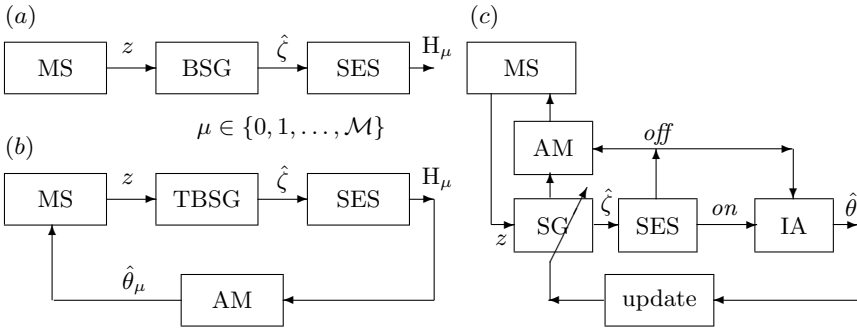 (a)
MS z BSG ζ̂ SES H_μ
μ ∈ {0, 1, . . . , ℳ}
(b)
MS z TBSG ζ̂ SES H_μ
θ̂_μ AM
(c)
MS
AM off
z SG ζ̂ SES on IA θ̂
update